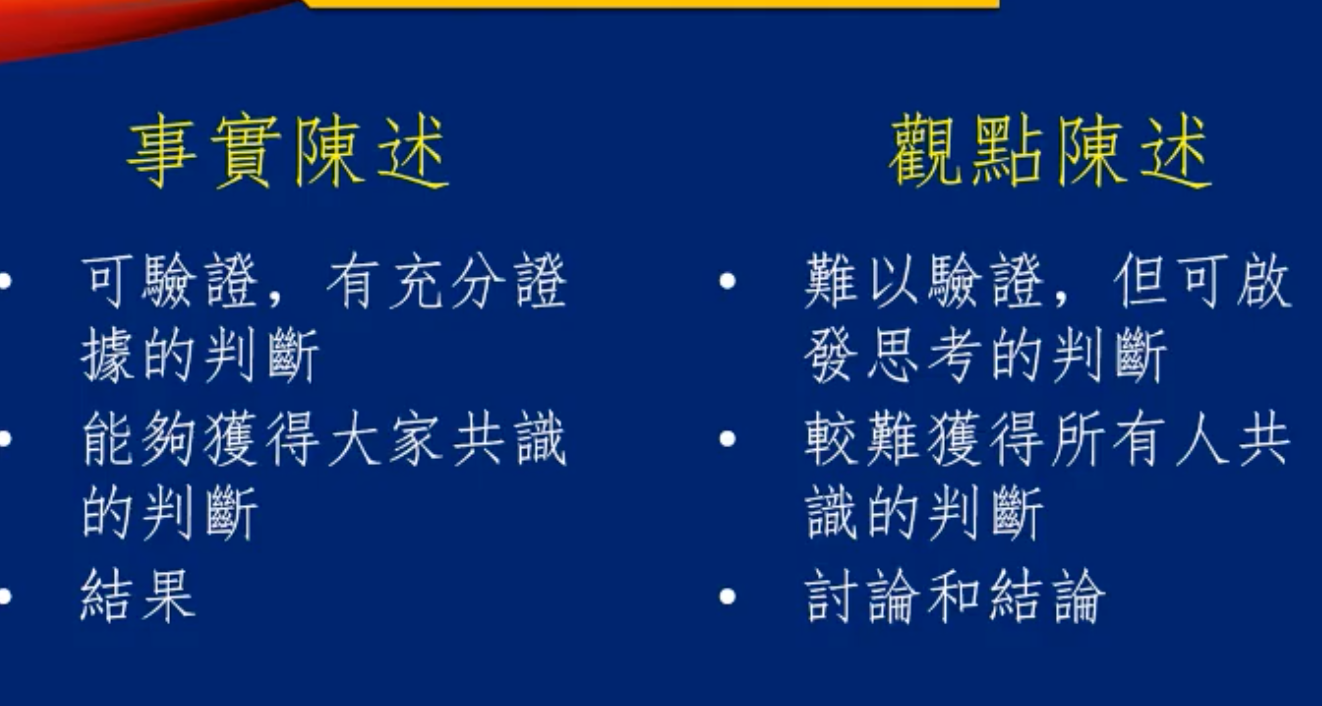 事實陳述
可驗證，有充分證
據的判斷
能夠獲得大家共識
的判斷
結果
觀點陳述
難以驗證，但可啟
發思考的判斷
較難獲得所有人共
識的判斷
討論和結論